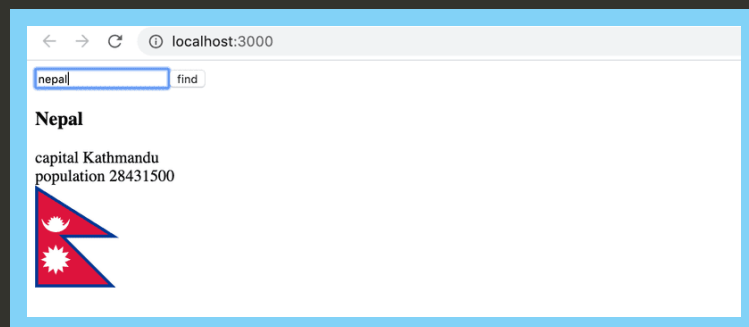 localhost:3000
nepal find
Nepal
capital Kathmandu
population 28431500